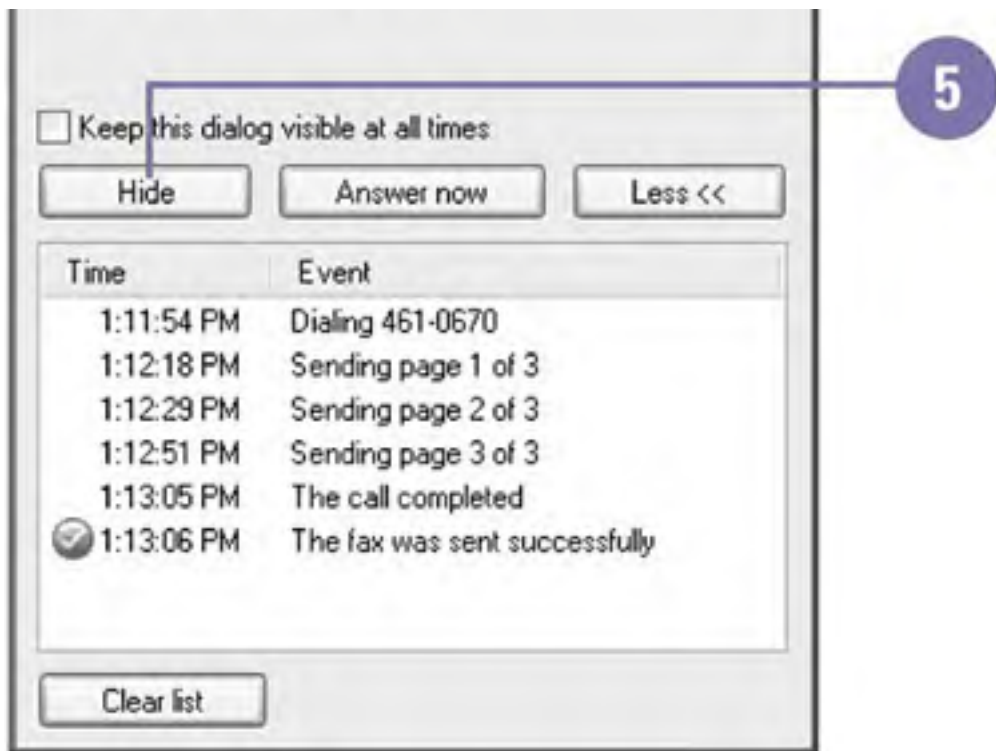 5
Keep this dialog visible at all times
Hide Answer now Less <<
Time Event
1:11:54 PM Dialing 461-0670
1:12:18 PM Sending page 1 of 3
1:12:29 PM Sending page 2 of 3
1:12:51 PM Sending page 3 of 3
1:13:05 PM The call completed
1:13:06 PM The fax was sent successfully
Clear list